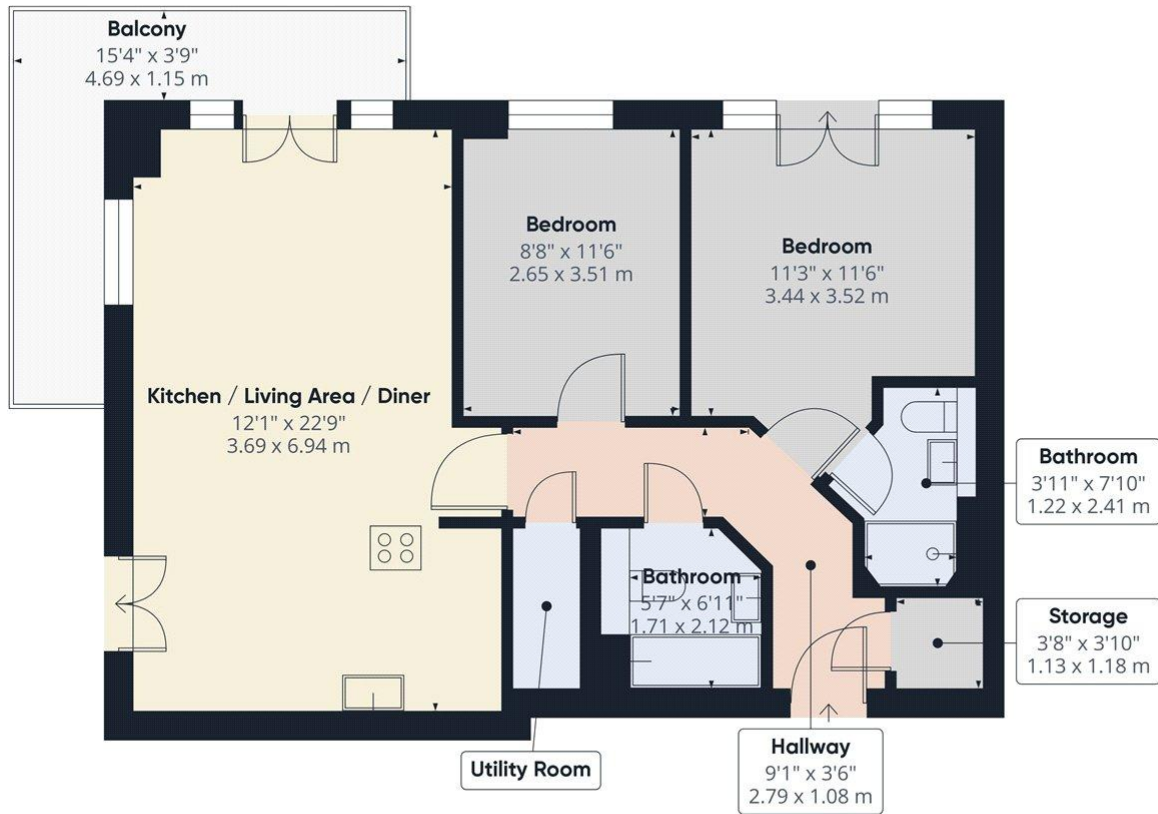 Balcony
15'4" x 3'9"
4.69 x 1.15 m
Bedroom
8'8" x 11'6"
2.65 x 3.51 m
Bedroom
11'3" x 11'6"
3.44 x 3.52 m
Kitchen / Living Area / Diner
12'1" x 22'9"
3.69 x 6.94 m
Bathroom
3'11" x 7'10"
1.22 x 2.41 m
Bathroom
5'7" x 6'11"
1.71 x 2.12 m
Storage
3'8" x 3'10"
1.13 x 1.18 m
Utility Room
Hallway
9'1" x 3'6"
2.79 x 1.08 m